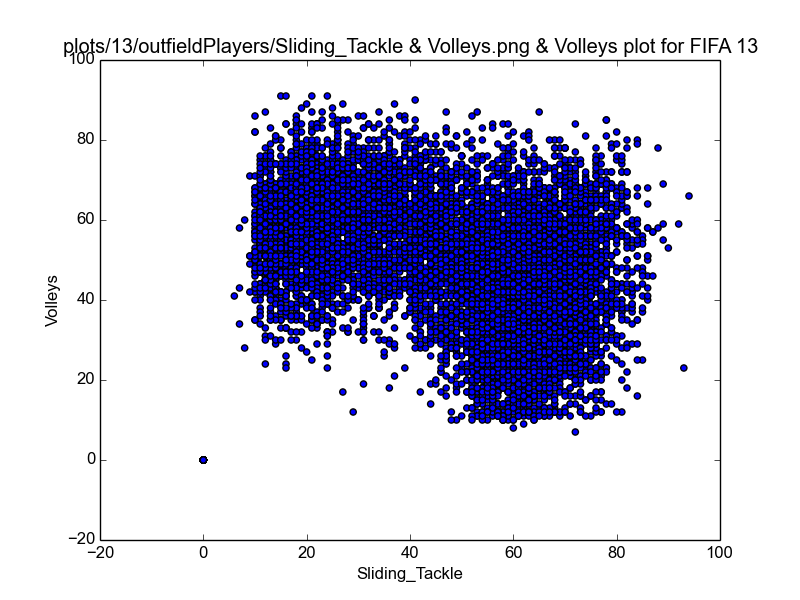 plots/13/outfieldPlayers/Sliding_Tackle & Volleys.png & Volleys plot for FIFA 13
100
80
60
40
20
0
−20
Volleys
−20 0 20 40 60 80 100
Sliding_Tackle